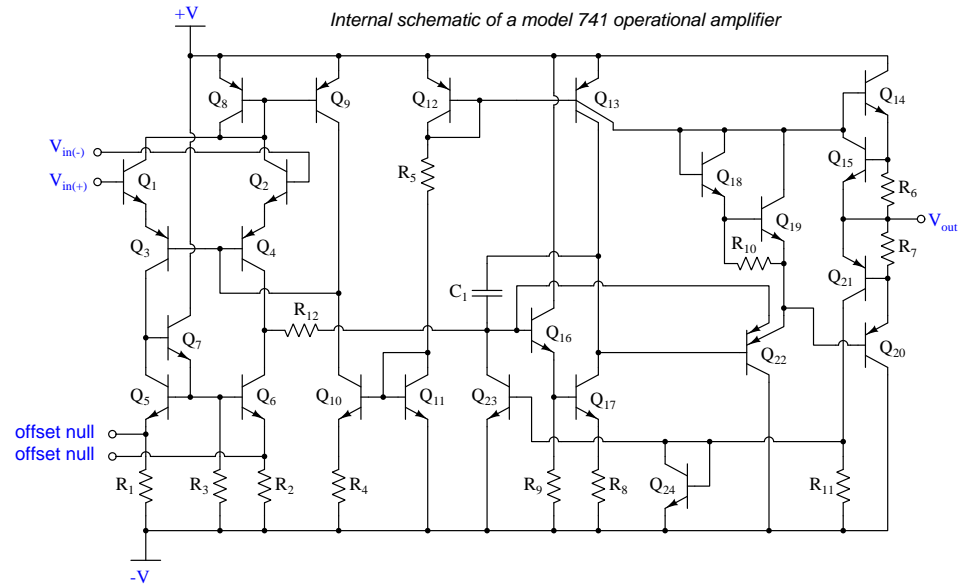 Internal schematic of a model 741 operational amplifier
+V
Q8
Q9
Q12
Q13
Q14
Vin(-)
Vin(+)
Q1
Q2
R5
Q15
Q18
R6
Q19
Vout
Q3
Q4
R10
R7
C1
Q21
R12
Q7
Q16
Q22
Q20
Q5
Q6
Q10
Q11
Q23
Q17
offset null
offset null
R1
R3
R2
R4
R9
R8
Q24
R11
-V